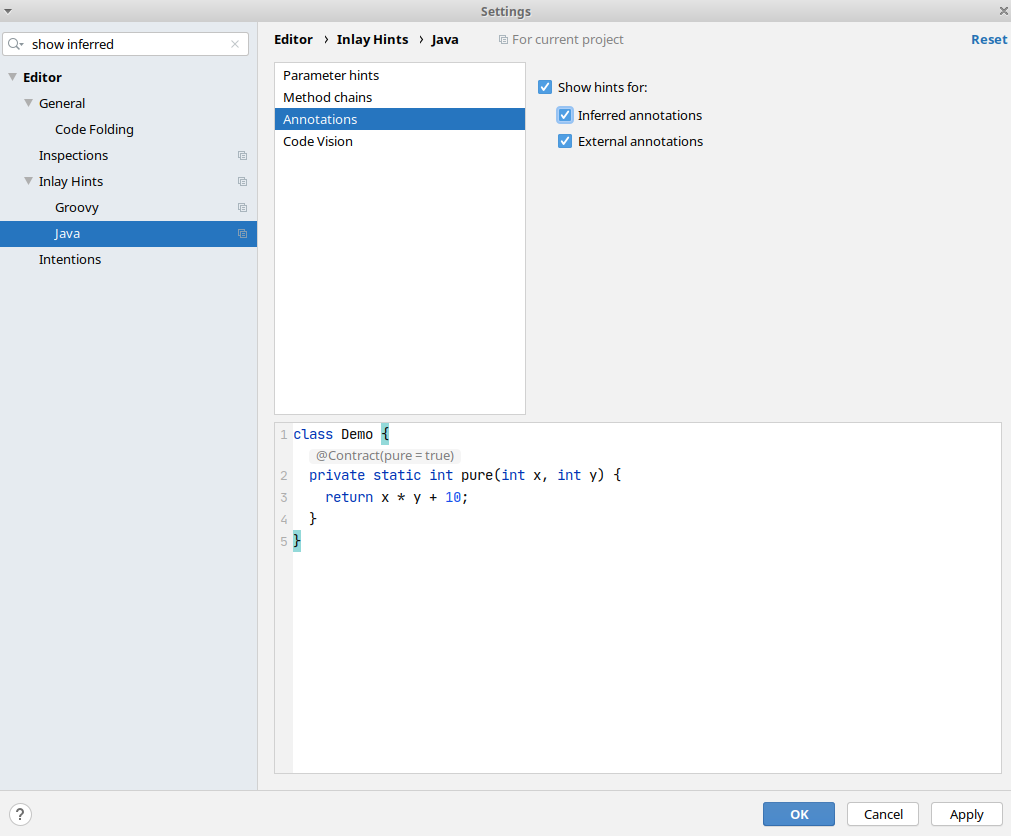 Settings
show inferred
Editor
General
Code Folding
Inspections
Inlay Hints
Groovy
Java
Intentions
Editor › Inlay Hints › Java For current project Reset
Parameter hints
Method chains
Annotations
Code Vision
Show hints for:
Inferred annotations
External annotations
1 class Demo {
@Contract(pure = true)
2 private static int pure(int x, int y) {
3 return x * y + 10;
4 }
5 }
? OK Cancel Apply